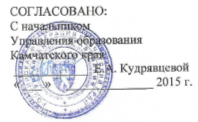 СОГЛАСОВАНО:
С начальником
Управления образования
Камчатского края
Е.А. Кудрявцевой
« » 2015 г.